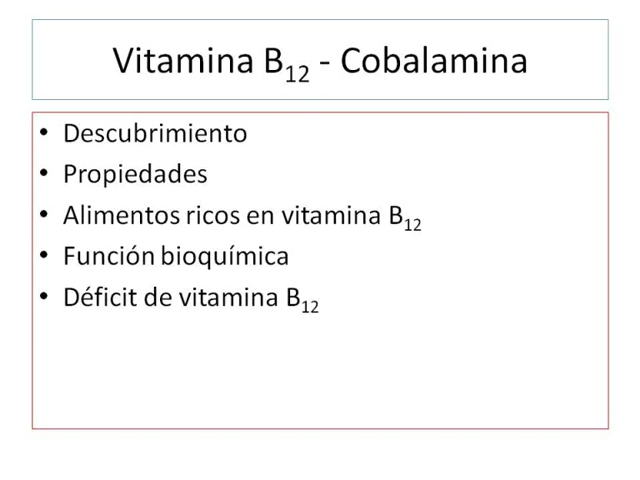 Vitamina B₁₂ - Cobalamina
• Descubrimiento
• Propiedades
• Alimentos ricos en vitamina B₁₂
• Función bioquímica
• Déficit de vitamina B₁₂